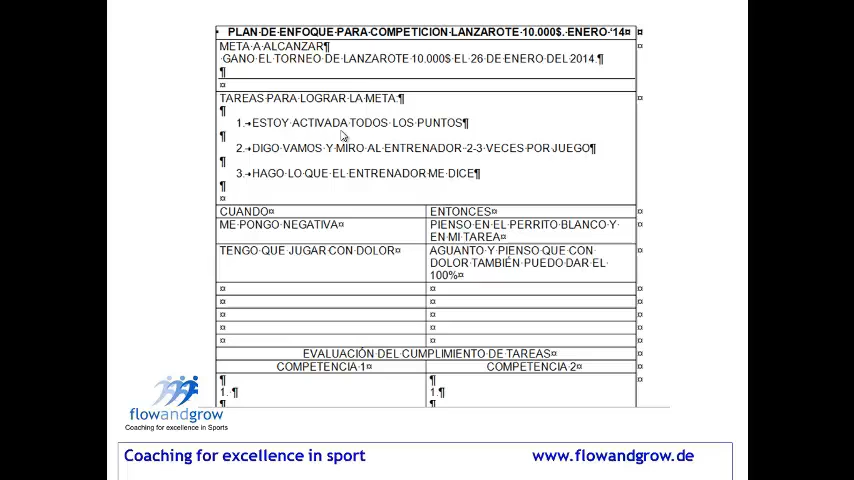 PLAN DE ENFOQUE PARA COMPETICION LANZAROTE 10.000$. ENERO '14
META A ALCANZAR
GANO EL TORNEO DE LANZAROTE 10.000$ EL 26 DE ENERO DEL 2014.
TAREAS PARA LOGRAR LA META:
1. ESTOY ACTIVADA TODOS LOS PUNTOS
2. DIGO VAMOS Y MIRO AL ENTRENADOR 2-3 VECES POR JUEGO
3. HAGO LO QUE EL ENTRENADOR ME DICE
CUANDO ENTONCES
ME PONGO NEGATIVA PIENSO EN EL PERRITO BLANCO Y
EN MI TAREA
TENGO QUE JUGAR CON DOLOR AGUANTO Y PIENSO QUE CON
DOLOR TAMBIÉN PUEDO DAR EL
100%
EVALUACIÓN DEL CUMPLIMIENTO DE TAREAS
COMPETENCIA 1 COMPETENCIA 2
1. 1.
flowandgrow
Coaching for excellence in Sports
Coaching for excellence in sport www.flowandgrow.de